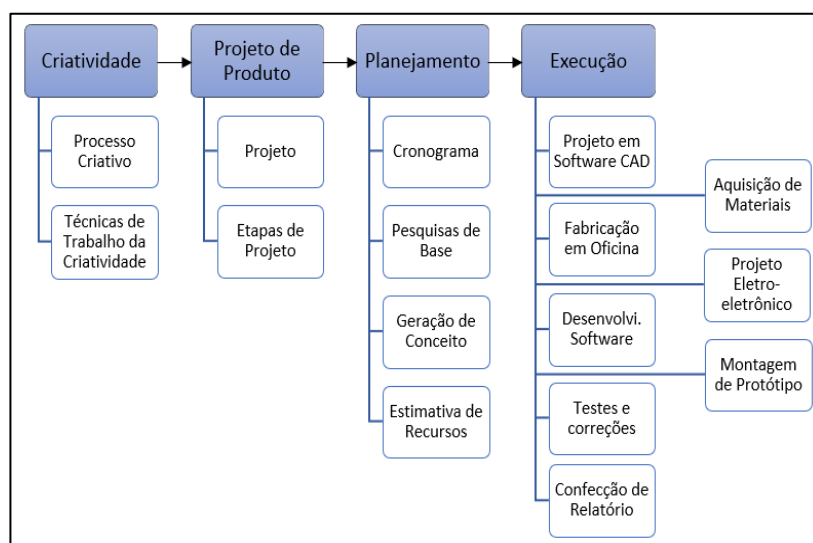 Criatividade
Projeto de
Produto
Planejamento
Execução
Processo
Criativo
Técnicas de
Trabalho da
Criatividade
Projeto
Etapas de
Projeto
Cronograma
Pesquisas de
Base
Geração de
Conceito
Estimativa de
Recursos
Projeto em
Software CAD
Aquisição de
Materiais
Fabricação
em Oficina
Projeto
Eletro-
eletrônico
Desenvolvi.
Software
Montagem
de Protótipo
Testes e
correções
Confecção de
Relatório